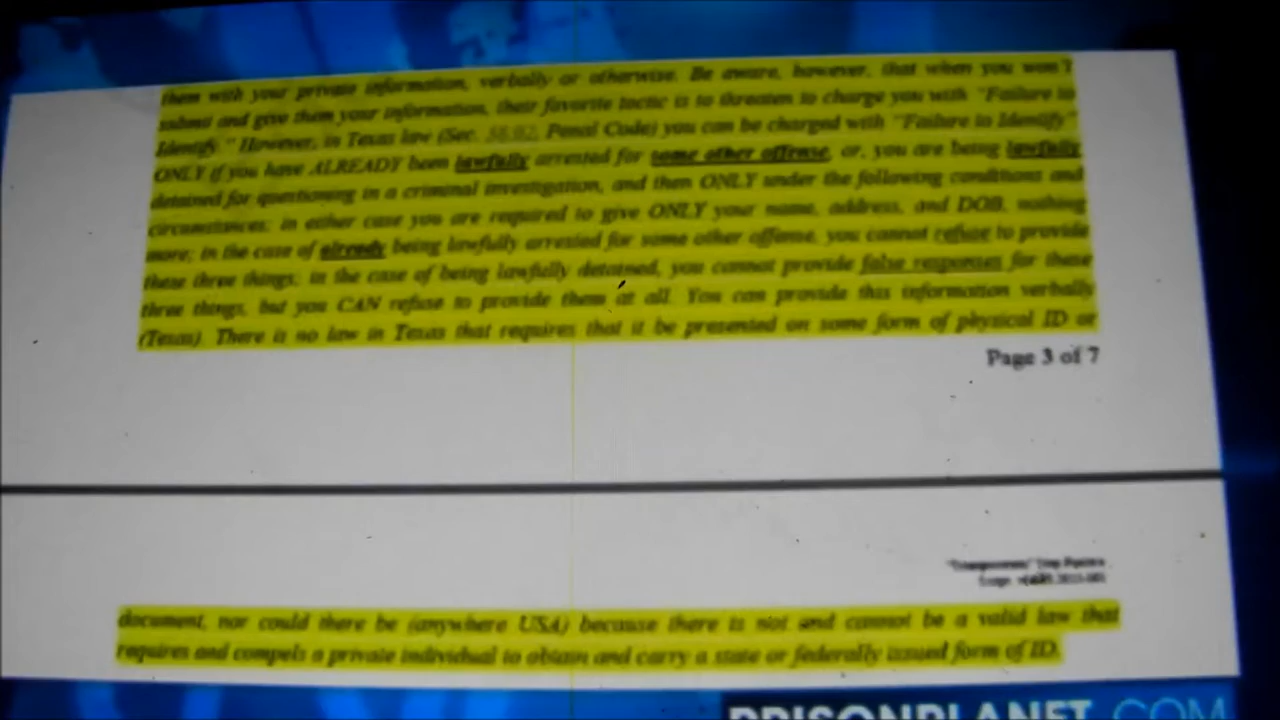 them with your private information, verbally or otherwise. Be aware, however, that when you won't
submit and give them your information, their favorite tactic is to threaten to charge you with "Failure to
Identify." However, in Texas law (Sec. 38.02, Penal Code) you can be charged with "Failure to Identify"
ONLY if you have ALREADY been lawfully arrested for some other offense, or, you are being lawfully
detained for questioning in a criminal investigation, and then ONLY under the following conditions and
circumstances; in either case you are required to give ONLY your name, address, and DOB, nothing
more; in the case of already being lawfully arrested for some other offense, you cannot refuse to provide
these three things; in the case of being lawfully detained, you cannot provide false responses for these
three things, but you CAN refuse to provide them at all. You can provide this information verbally
(Texas). There is no law in Texas that requires that it be presented on some form of physical ID or
Page 3 of 7
document, nor could there be (anywhere USA) because there is not and cannot be a valid law that
requires and compels a private individual to obtain and carry a state or federally issued form of ID.
PRISONPLANET.COM